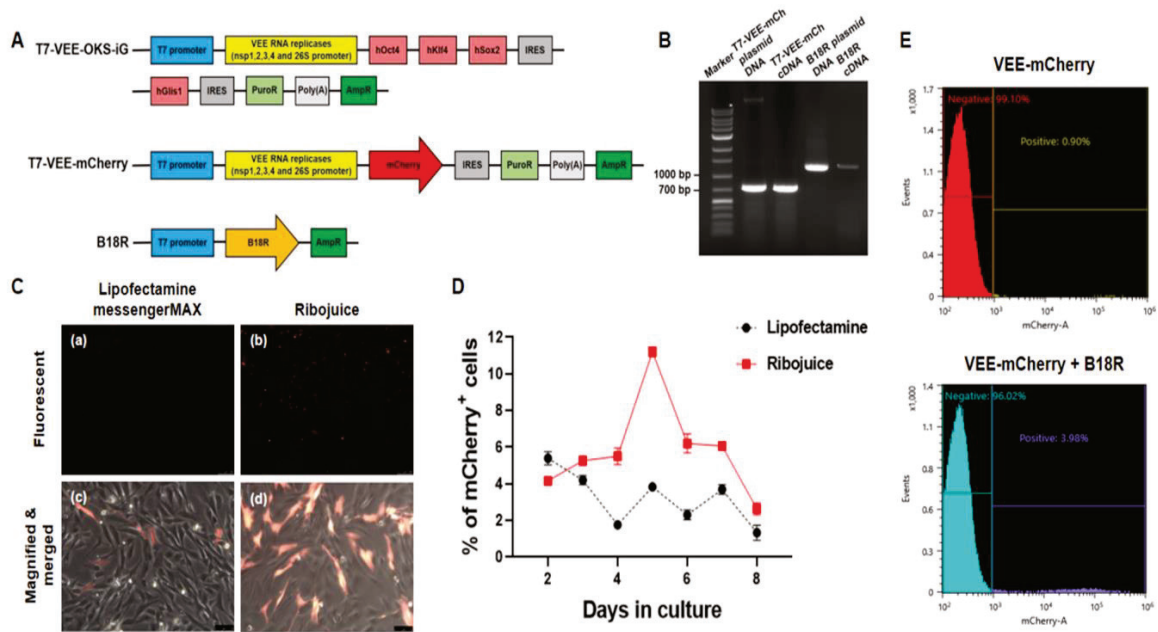 A
T7-VEE-OKS-iG
T7 promoter
VEE RNA replicases
(nsp1,2,3,4 and 26S promoter)
hOct4
hKlf4
hSox2
IRES
hGlis1
IRES
PuroR
Poly(A)
AmpR
T7-VEE-mCherry
T7 promoter
VEE RNA replicases
(nsp1,2,3,4 and 26S promoter)
mCherry
IRES
PuroR
Poly(A)
AmpR
B18R
T7 promoter
B18R
AmpR
B
Marker
T7-VEE-mCh
plasmid
DNA
T7-VEE-mCh
cDNA
B18R plasmid
DNA
B18R
cDNA
1000 bp
700 bp
C
Lipofectamine
messengerMAX
Ribojuice
Fluorescent
(a)
(b)
Magnified &
merged
(c)
(d)
D
% of mCherry+ cells
12
10
8
6
4
2
0
2
4
6
8
Days in culture
Lipofectamine
Ribojuice
E
VEE-mCherry
x1,000
1.7
1.4
1.0
0.7
0.3
0
Events
Negative: 99.10%
Positive: 0.90%
10² 10³ 10⁴ 10⁵ 10⁶
mCherry-A
VEE-mCherry + B18R
x1,000
1.4
1.1
0.8
0.6
0.3
0
Events
Negative: 96.02%
Positive: 3.98%
10² 10³ 10⁴ 10⁵ 10⁶
mCherry-A